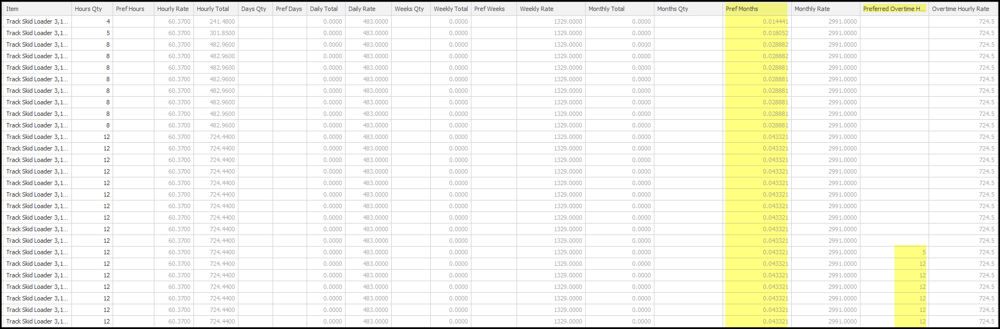 Item Hours Qty Pref Hours Hourly Rate Hourly Total Days Qty Pref Days Daily Total Daily Rate Weeks Qty Weekly Total Pref Weeks Weekly Rate Monthly Total Months Qty Pref Months Monthly Rate Preferred Overtime H... Overtime Hourly Rate
Track Skid Loader 3,1... 4 60.3700 241.4800 0.0000 483.0000 0.0000 1329.0000 0.0000 0.014441 2991.0000 724.5
Track Skid Loader 3,1... 5 60.3700 301.8500 0.0000 483.0000 0.0000 1329.0000 0.0000 0.018052 2991.0000 724.5
Track Skid Loader 3,1... 8 60.3700 482.9600 0.0000 483.0000 0.0000 1329.0000 0.0000 0.028882 2991.0000 724.5
Track Skid Loader 3,1... 8 60.3700 482.9600 0.0000 483.0000 0.0000 1329.0000 0.0000 0.028882 2991.0000 724.5
Track Skid Loader 3,1... 8 60.3700 482.9600 0.0000 483.0000 0.0000 1329.0000 0.0000 0.028881 2991.0000 724.5
Track Skid Loader 3,1... 8 60.3700 482.9600 0.0000 483.0000 0.0000 1329.0000 0.0000 0.028881 2991.0000 724.5
Track Skid Loader 3,1... 8 60.3700 482.9600 0.0000 483.0000 0.0000 1329.0000 0.0000 0.028881 2991.0000 724.5
Track Skid Loader 3,1... 8 60.3700 482.9600 0.0000 483.0000 0.0000 1329.0000 0.0000 0.028881 2991.0000 724.5
Track Skid Loader 3,1... 8 60.3700 482.9600 0.0000 483.0000 0.0000 1329.0000 0.0000 0.028881 2991.0000 724.5
Track Skid Loader 3,1... 8 60.3700 482.9600 0.0000 483.0000 0.0000 1329.0000 0.0000 0.028881 2991.0000 724.5
Track Skid Loader 3,1... 12 60.3700 724.4400 0.0000 483.0000 0.0000 1329.0000 0.0000 0.043321 2991.0000 724.5
Track Skid Loader 3,1... 12 60.3700 724.4400 0.0000 483.0000 0.0000 1329.0000 0.0000 0.043321 2991.0000 724.5
Track Skid Loader 3,1... 12 60.3700 724.4400 0.0000 483.0000 0.0000 1329.0000 0.0000 0.043321 2991.0000 724.5
Track Skid Loader 3,1... 12 60.3700 724.4400 0.0000 483.0000 0.0000 1329.0000 0.0000 0.043321 2991.0000 724.5
Track Skid Loader 3,1... 12 60.3700 724.4400 0.0000 483.0000 0.0000 1329.0000 0.0000 0.043321 2991.0000 724.5
Track Skid Loader 3,1... 12 60.3700 724.4400 0.0000 483.0000 0.0000 1329.0000 0.0000 0.043321 2991.0000 724.5
Track Skid Loader 3,1... 12 60.3700 724.4400 0.0000 483.0000 0.0000 1329.0000 0.0000 0.043321 2991.0000 724.5
Track Skid Loader 3,1... 12 60.3700 724.4400 0.0000 483.0000 0.0000 1329.0000 0.0000 0.043321 2991.0000 724.5
Track Skid Loader 3,1... 12 60.3700 724.4400 0.0000 483.0000 0.0000 1329.0000 0.0000 0.043321 2991.0000 724.5
Track Skid Loader 3,1... 12 60.3700 724.4400 0.0000 483.0000 0.0000 1329.0000 0.0000 0.043321 2991.0000 724.5
Track Skid Loader 3,1... 12 60.3700 724.4400 0.0000 483.0000 0.0000 1329.0000 0.0000 0.043321 2991.0000 5 724.5
Track Skid Loader 3,1... 12 60.3700 724.4400 0.0000 483.0000 0.0000 1329.0000 0.0000 0.043321 2991.0000 12 724.5
Track Skid Loader 3,1... 12 60.3700 724.4400 0.0000 483.0000 0.0000 1329.0000 0.0000 0.043321 2991.0000 12 724.5
Track Skid Loader 3,1... 12 60.3700 724.4400 0.0000 483.0000 0.0000 1329.0000 0.0000 0.043321 2991.0000 12 724.5
Track Skid Loader 3,1... 12 60.3700 724.4400 0.0000 483.0000 0.0000 1329.0000 0.0000 0.043321 2991.0000 12 724.5
Track Skid Loader 3,1... 12 60.3700 724.4400 0.0000 483.0000 0.0000 1329.0000 0.0000 0.043321 2991.0000 12 724.5
Track Skid Loader 3,1... 12 60.3700 724.4400 0.0000 483.0000 0.0000 1329.0000 0.0000 0.043321 2991.0000 12 724.5